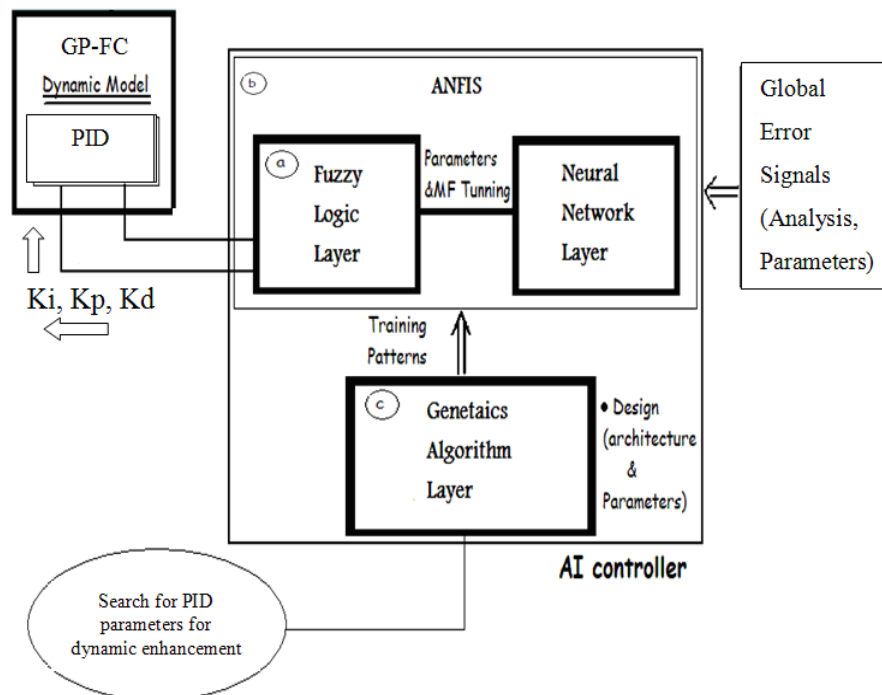 GP-FC
Dynamic Model
PID
Ki, Kp, Kd
b
ANFIS
a
Fuzzy
Logic
Layer
Parameters
&MF Tunning
Neural
Network
Layer
Global
Error
Signals
(Analysis,
Parameters)
Training
Patterns
c
Genetaics
Algorithm
Layer
• Design
(architecture
&
Parameters)
AI controller
Search for PID
parameters for
dynamic enhancement